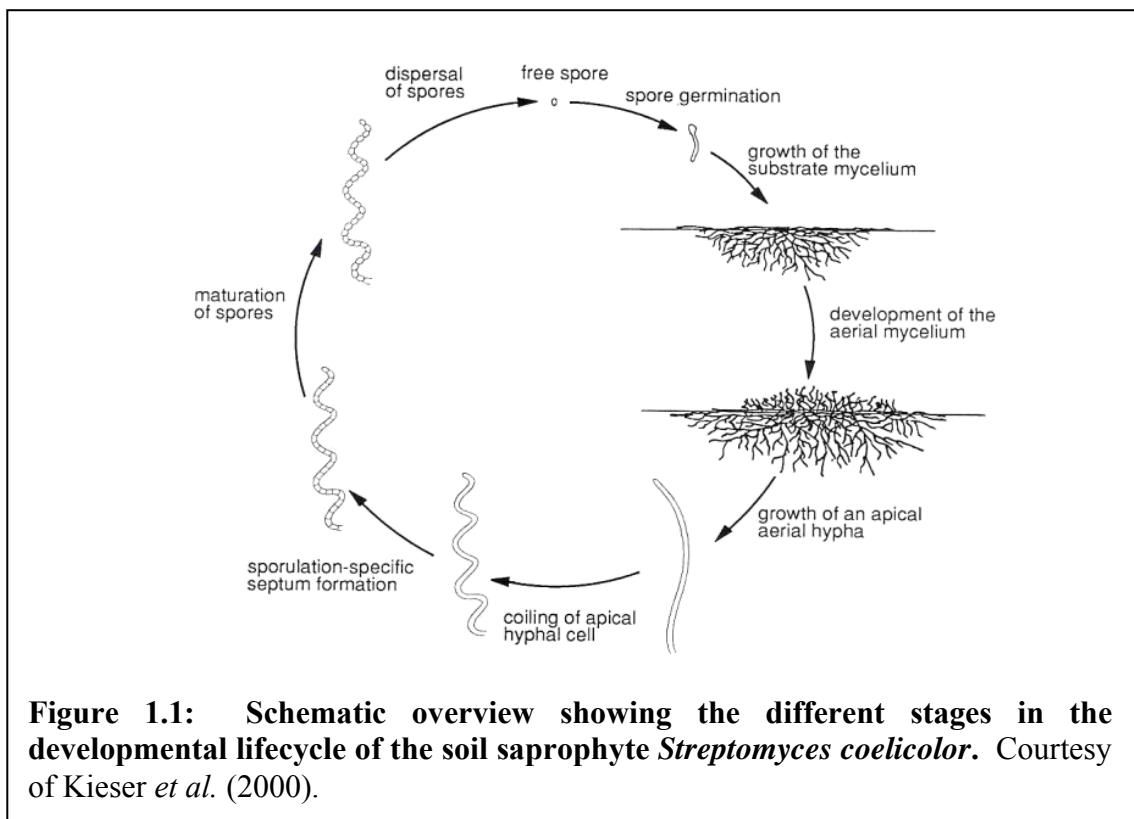 dispersal
of spores
free spore
spore germination
growth of the
substrate mycelium
development of the
aerial mycelium
growth of an apical
aerial hypha
coiling of apical
hyphal cell
sporulation-specific
septum formation
maturation
of spores
Figure 1.1: Schematic overview showing the different stages in the
developmental lifecycle of the soil saprophyte Streptomyces coelicolor. Courtesy
of Kieser et al. (2000).